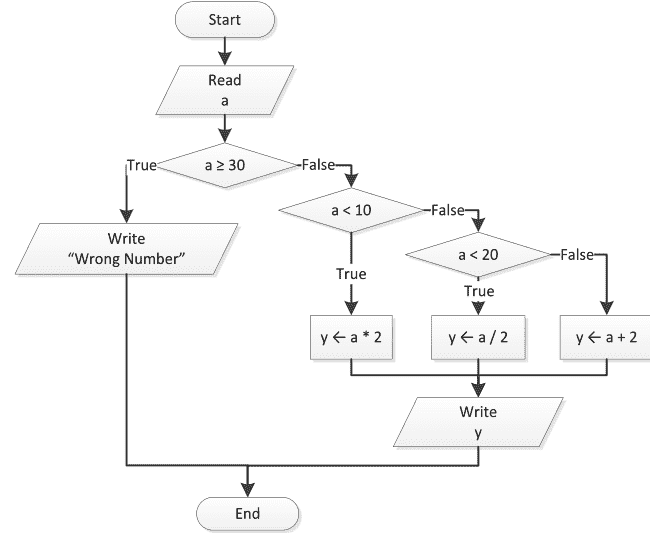 Start
Read
a
a ≥ 30
True
False
Write
“Wrong Number”
a < 10
False
True
a < 20
False
True
y ← a * 2
y ← a / 2
y ← a + 2
Write
y
End